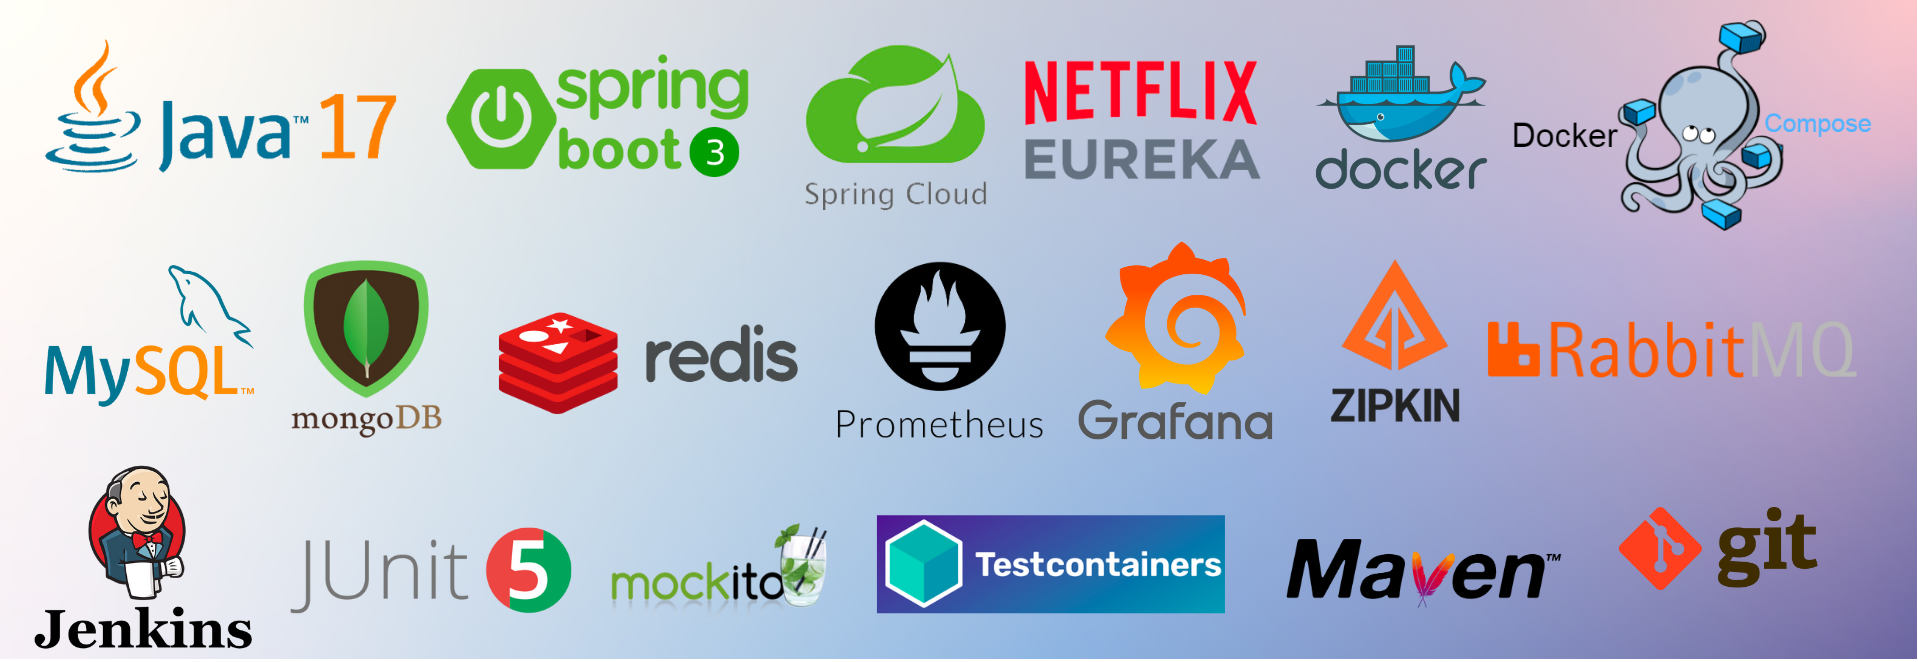 Java™ 17
spring
boot 3
Spring Cloud
NETFLIX
EUREKA
docker
Docker Compose
MySQL™
mongoDB
redis
Prometheus
Grafana
ZIPKIN
RabbitMQ
Jenkins
JUnit 5
mockito
Testcontainers
Maven™
git